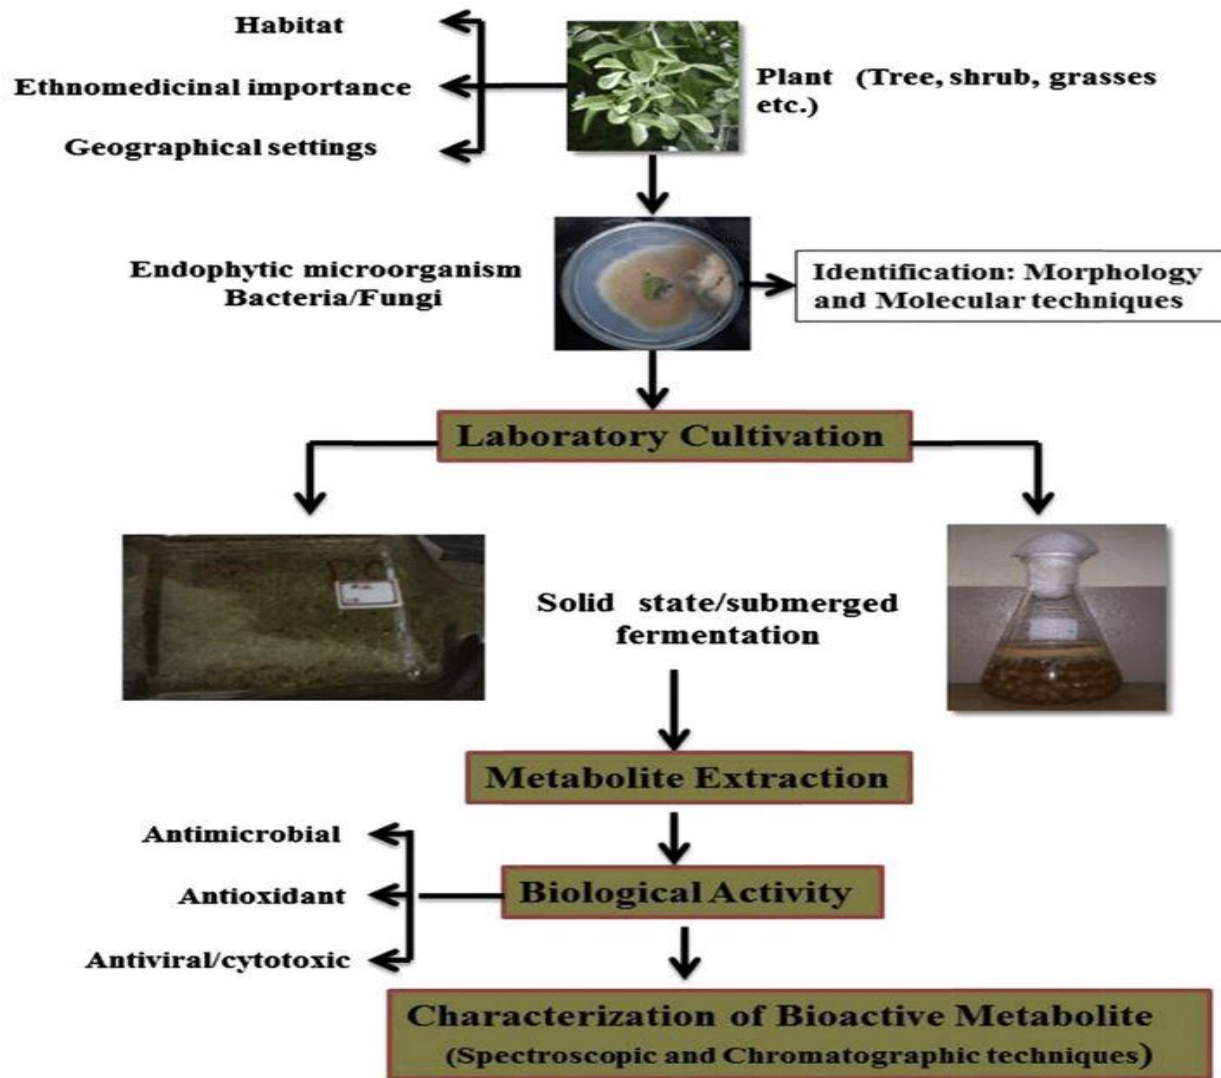 Habitat
Ethnomedicinal importance
Geographical settings
Plant (Tree, shrub, grasses
etc.)
Endophytic microorganism
Bacteria/Fungi
Identification: Morphology
and Molecular techniques
Laboratory Cultivation
Solid state/submerged
fermentation
Metabolite Extraction
Antimicrobial
Antioxidant
Antiviral/cytotoxic
Biological Activity
Characterization of Bioactive Metabolite
(Spectroscopic and Chromatographic techniques)